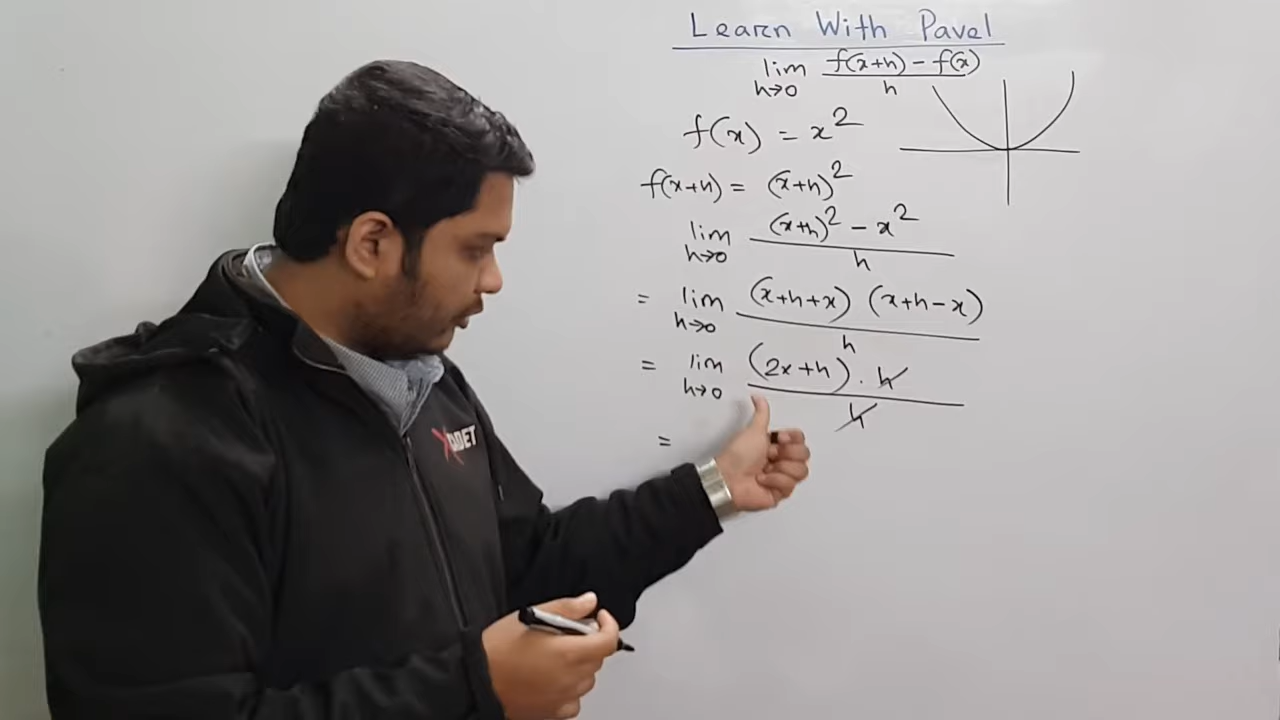 Learn With Pavel
lim h→0 f(x+h) - f(x) / h
f(x) = x²
f(x+h) = (x+h)²
lim h→0 (x+h)² - x² / h
= lim h→0 (x+h+x) (x+h-x) / h
= lim h→0 (2x+h) . h / h
=